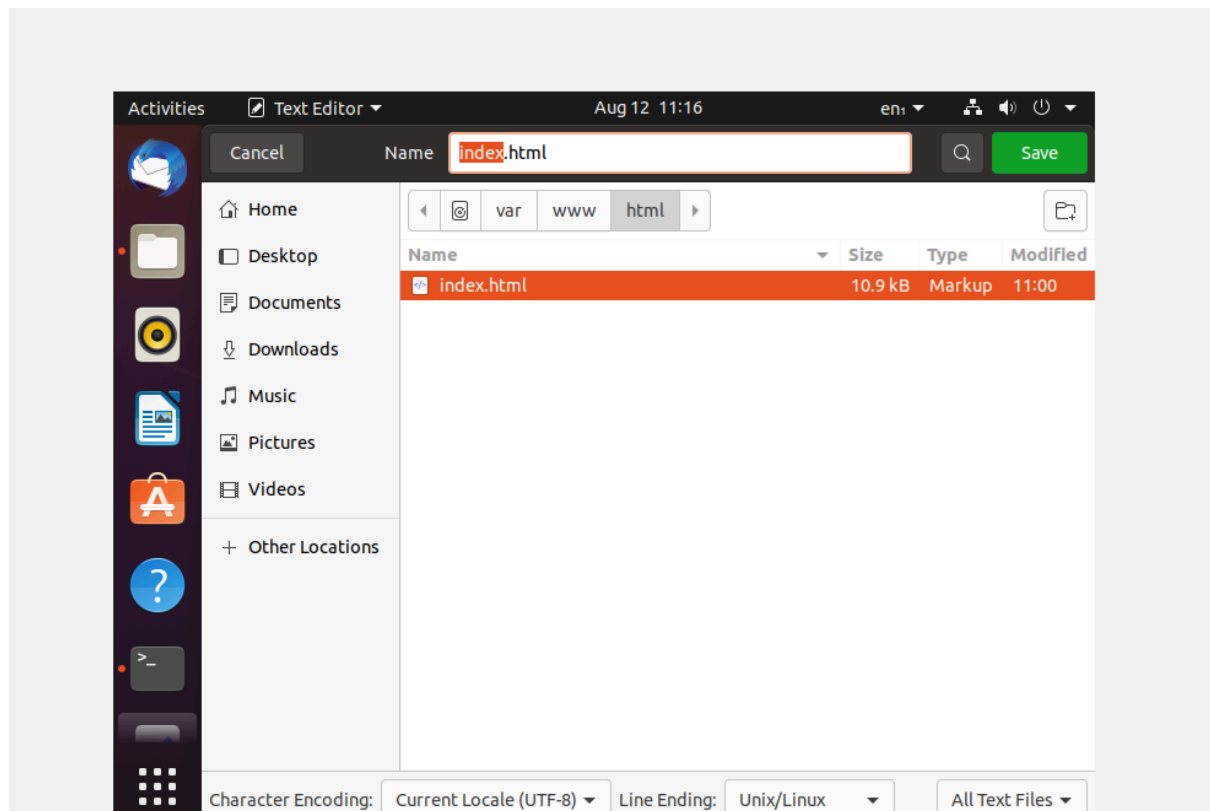 Activities Text Editor Aug 12 11:16 en₁
Cancel Name index.html Save
Home
Desktop
Documents
Downloads
Music
Pictures
Videos
Other Locations
var www html
Name Size Type Modified
index.html 10.9 kB Markup 11:00
Character Encoding: Current Locale (UTF-8) Line Ending: Unix/Linux All Text Files